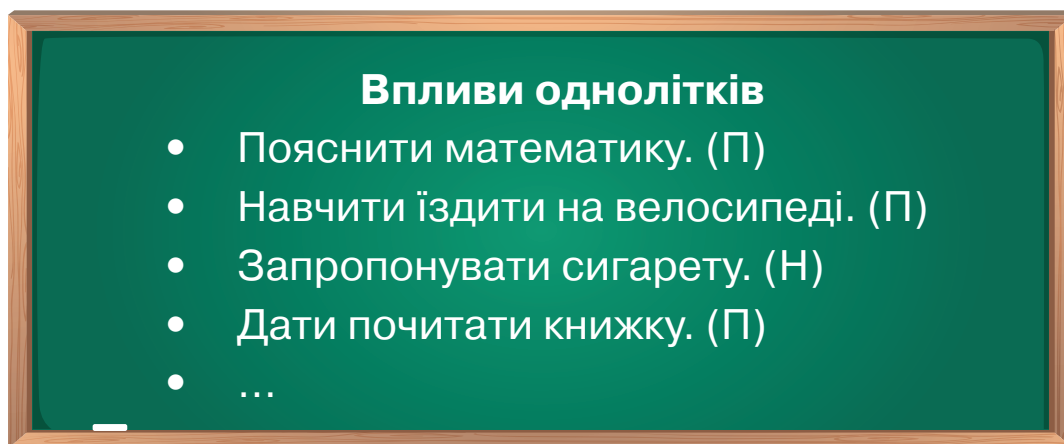 Впливи однолітків
• Пояснити математику. (П)
• Навчити їздити на велосипеді. (П)
• Запропонувати сигарету. (Н)
• Дати почитати книжку. (П)
• ...